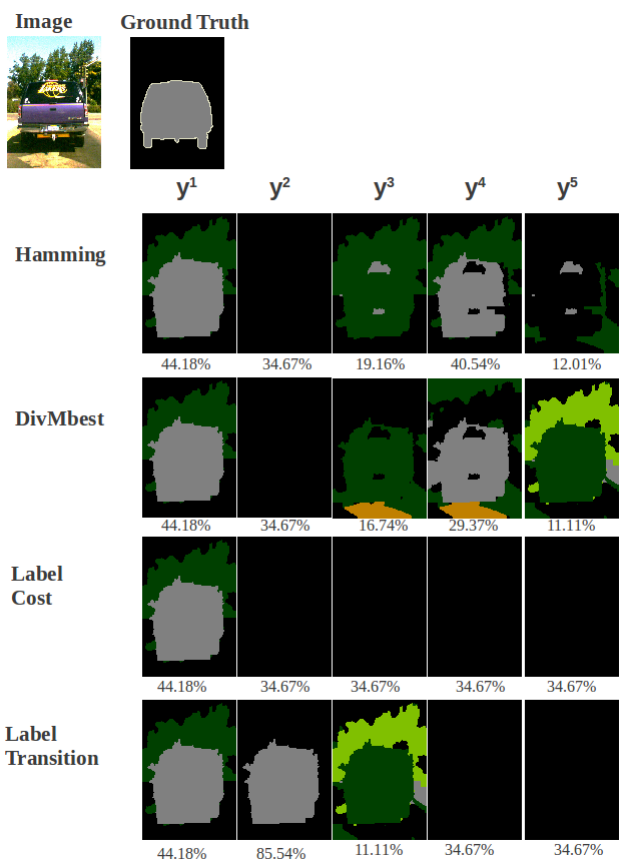 Image Ground Truth
y¹ y² y³ y⁴ y⁵
Hamming
44.18% 34.67% 19.16% 40.54% 12.01%
DivMbest
44.18% 34.67% 16.74% 29.37% 11.11%
Label
Cost
44.18% 34.67% 34.67% 34.67% 34.67%
Label
Transition
44.18% 85.54% 11.11% 34.67% 34.67%